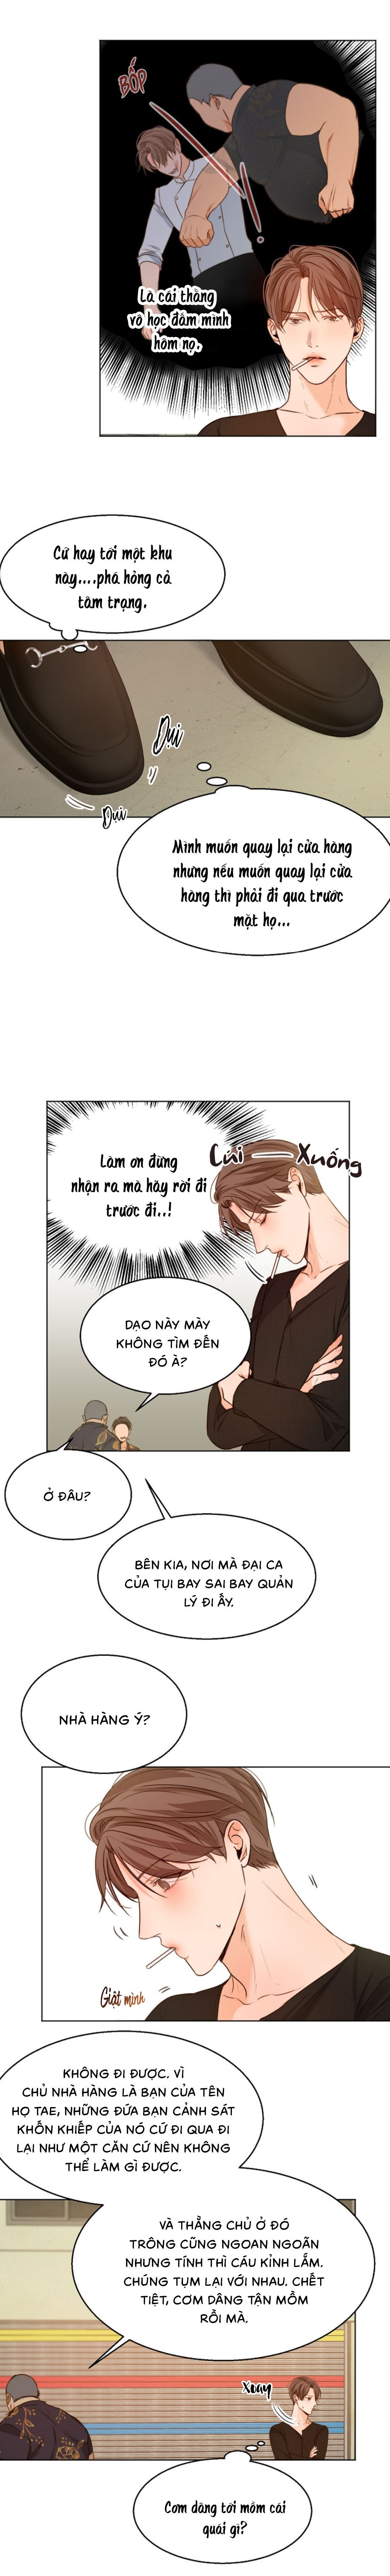 BỐP
Là cái thằng
vô học đấm mình
hôm nọ.
Cứ hay tới một khu
này....phá hỏng cả
tâm trạng.
Dụi
Dụi
Mình muốn quay lại cửa hàng
nhưng nếu muốn quay lại cửa
hàng thì phải đi qua trước
mặt họ...
Làm ơn đừng
nhận ra mà hãy rời đi
trước đi..!
Cúi Xuống
DẠO NÀY MÀY
KHÔNG TÌM ĐẾN
ĐÓ À?
Ở ĐÂU?
BÊN KIA, NƠI MÀ ĐẠI CA
CỦA TỤI BAY SAI BAY QUẢN
LÝ ĐI ẤY.
NHÀ HÀNG Ý?
Giật mình
KHÔNG ĐI ĐƯỢC. VÌ
CHỦ NHÀ HÀNG LÀ BẠN CỦA TÊN
HỌ TAE, NHỮNG ĐỨA BẠN CẢNH SÁT
KHỐN KHIẾP CỦA NÓ CỨ ĐI QUA ĐI
LẠI NHƯ MỘT CĂN CỨ NÊN KHÔNG
THỂ LÀM GÌ ĐƯỢC.
VÀ THẰNG CHỦ Ở ĐÓ
TRÔNG CŨNG NGOAN NGOÃN
NHƯNG TÍNH THÌ CÁU KỈNH LẮM.
CHÚNG TỤM LẠI VỚI NHAU. CHẾT
TIỆT, CƠM DÂNG TẬN MỒM
RỒI MÀ.
Xoay
Cơm dâng tới mồm cái
quái gì?